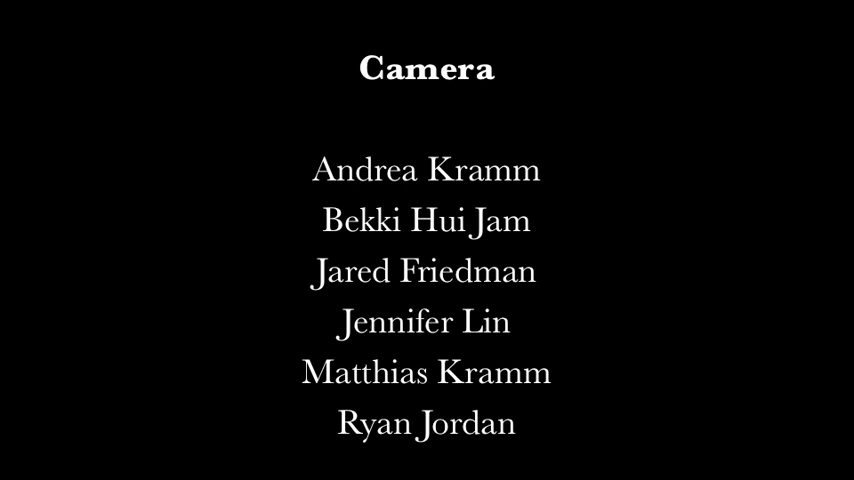 Camera
Andrea Kramm
Bekki Hui Jam
Jared Friedman
Jennifer Lin
Matthias Kramm
Ryan Jordan